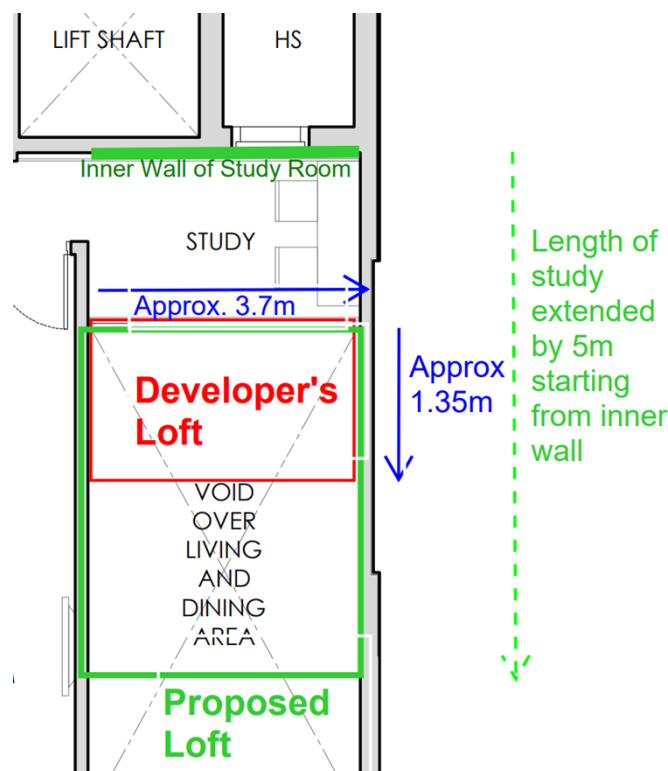 LIFT SHAFT
HS
Inner Wall of Study Room
STUDY
Approx. 3.7m
Length of
study
extended
by 5m
starting
from inner
wall
Approx
1.35m
Developer's
Loft
VOID
OVER
LIVING
AND
DINING
AREA
Proposed
Loft